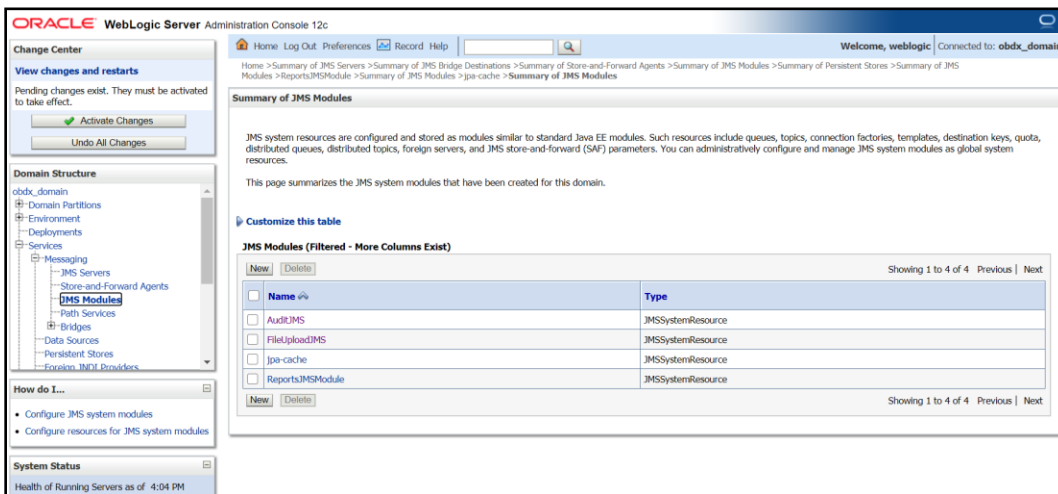 ORACLE WebLogic Server Administration Console 12c
Change Center
View changes and restarts
Pending changes exist. They must be activated
to take effect.
Activate Changes
Undo All Changes
Domain Structure
obdx_domain
Domain Partitions
Environment
Deployments
Services
Messaging
JMS Servers
Store-and-Forward Agents
JMS Modules
Path Services
Bridges
Data Sources
Persistent Stores
Foreign JNDI Providers
How do I...
Configure JMS system modules
Configure resources for JMS system modules
System Status
Health of Running Servers as of 4:04 PM
Home Log Out Preferences Record Help
Welcome, weblogic Connected to: obdx_domain
Home >Summary of JMS Servers >Summary of JMS Bridge Destinations >Summary of Store-and-Forward Agents >Summary of JMS Modules >Summary of Persistent Stores >Summary of JMS
Modules >ReportsJMSModule >Summary of JMS Modules >jpa-cache >Summary of JMS Modules
Summary of JMS Modules
JMS system resources are configured and stored as modules similar to standard Java EE modules. Such resources include queues, topics, connection factories, templates, destination keys, quota,
distributed queues, distributed topics, foreign servers, and JMS store-and-forward (SAF) parameters. You can administratively configure and manage JMS system modules as global system
resources.
This page summarizes the JMS system modules that have been created for this domain.
Customize this table
JMS Modules (Filtered - More Columns Exist)
New Delete Showing 1 to 4 of 4 Previous | Next
Name Type
AuditJMS JMSSystemResource
FileUploadJMS JMSSystemResource
jpa-cache JMSSystemResource
ReportsJMSModule JMSSystemResource
New Delete Showing 1 to 4 of 4 Previous | Next